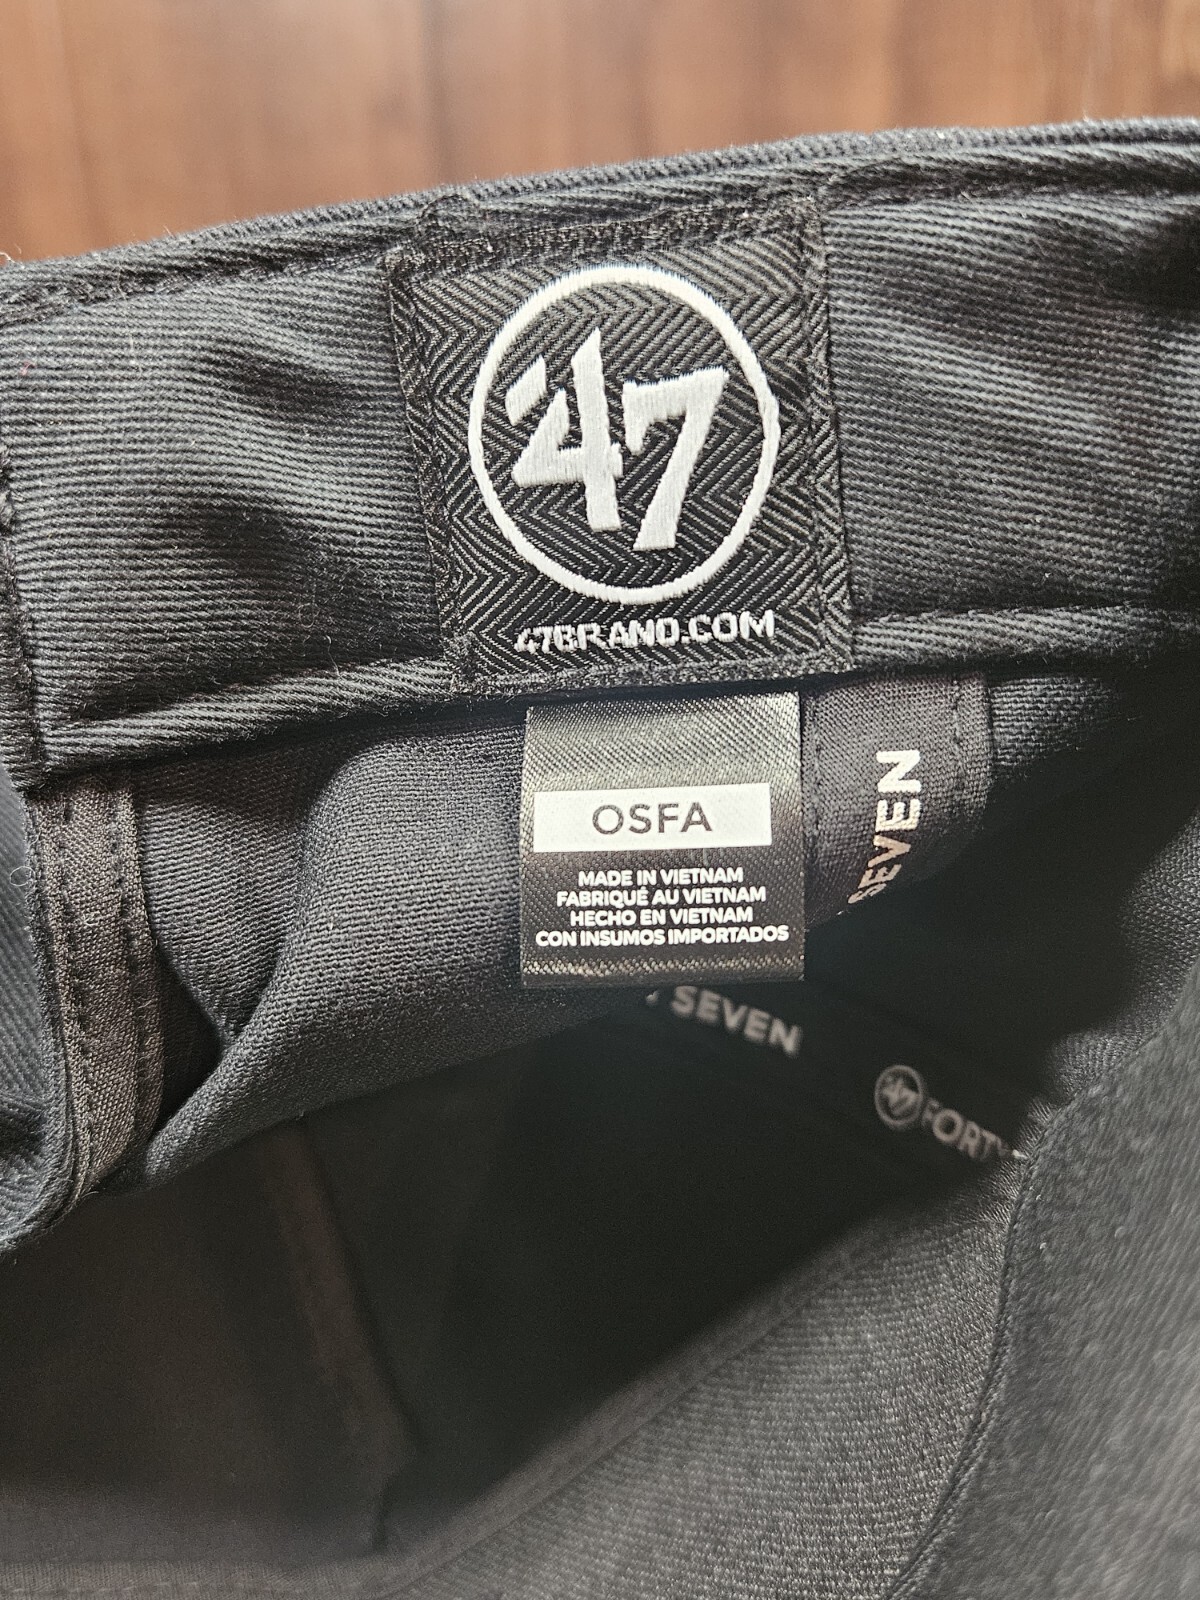 47
47BRAND.COM
OSFA
MADE IN VIETNAM
FABRIQUÉ AU VIETNAM
HECHO EN VIETNAM
CON INSUMOS IMPORTADOS
SEVEN
SEVEN
47 FORTY